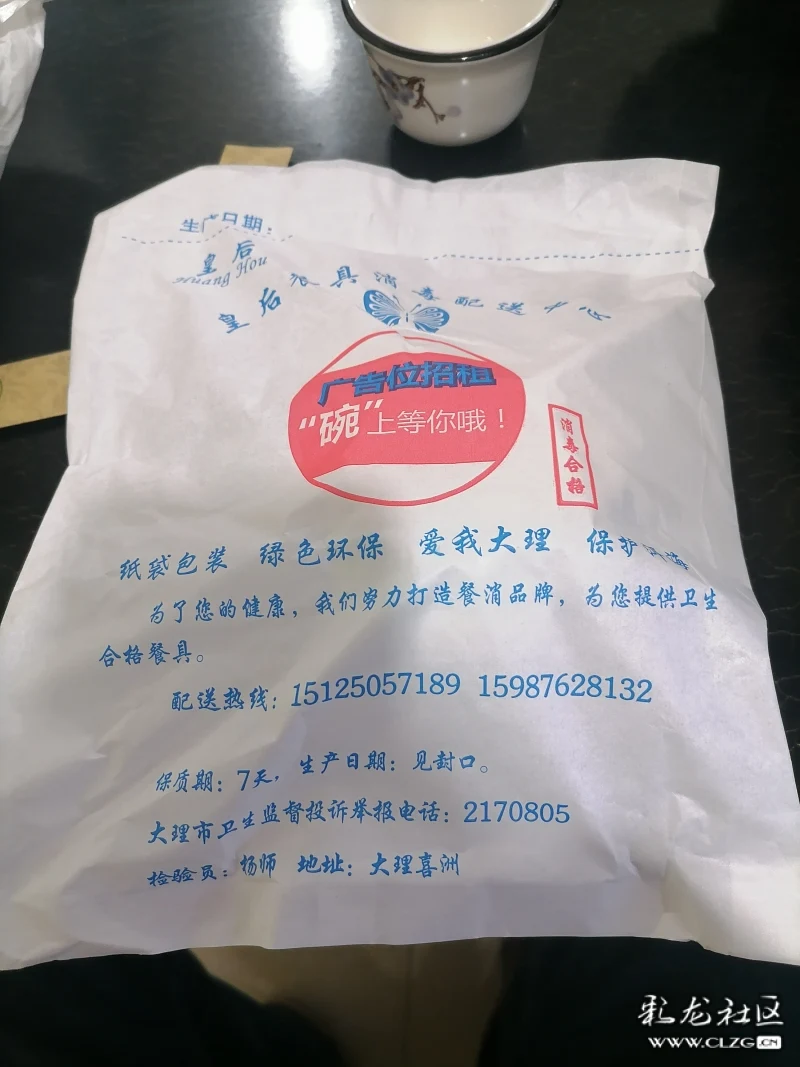 生产日期：
皇后
Huang Hou
皇后餐具消毒配送中心
广告位招租
“碗”上等你哦！
消毒合格
纸袋包装 绿色环保 爱我大理 保护洱海
为了您的健康，我们努力打造餐消品牌，为您提供卫生
合格餐具。
配送热线：15125057189 15987628132
保质期：7天，生产日期：见封口。
大理市卫生监督投诉举报电话：2170805
检验员：杨师 地址：大理喜洲
彩龙社区
WWW.CLZG.CN